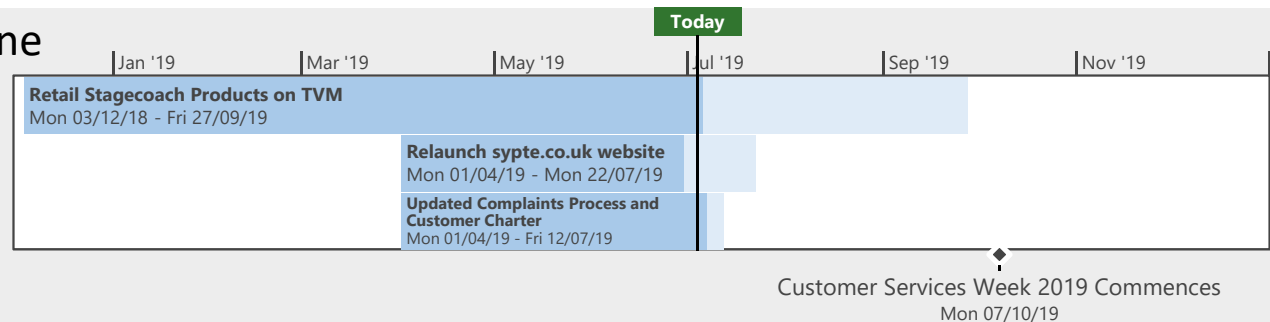 ne
Today
Jan '19
Mar '19
May '19
Jul '19
Sep '19
Nov '19
Retail Stagecoach Products on TVM
Mon 03/12/18 - Fri 27/09/19
Relaunch sypte.co.uk website
Mon 01/04/19 - Mon 22/07/19
Updated Complaints Process and
Customer Charter
Mon 01/04/19 - Fri 12/07/19
Customer Services Week 2019 Commences
Mon 07/10/19